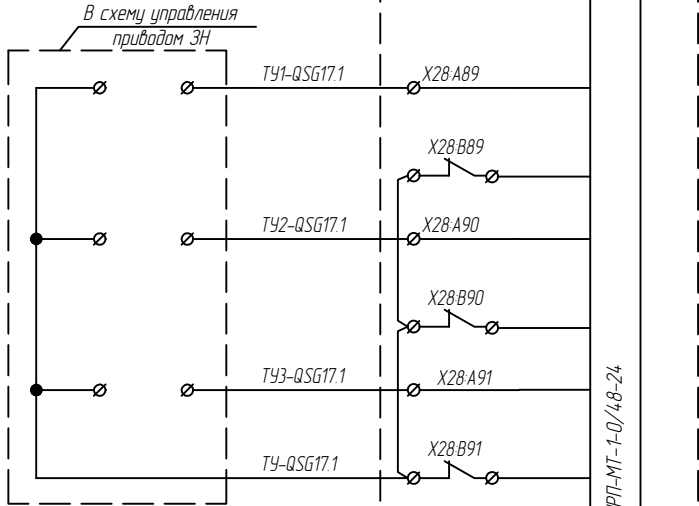 В схему управления
приводом ЗН
ТУ1-QSG17.1
X28:A89
X28:B89
ТУ2-QSG17.1
X28:A90
X28:B90
ТУ3-QSG17.1
X28:A91
X28:B91
ТУ-QSG17.1
РП-МТ-1-0/48-24